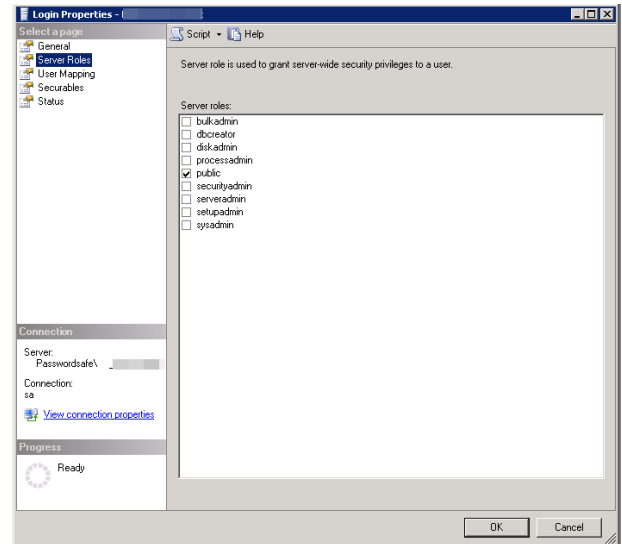 Login Properties - [
Select a page
General
Server Roles
User Mapping
Securables
Status
Script Help
Server role is used to grant server-wide security privileges to a user.
Server roles:
bulkadmin
dbcreator
diskadmin
processadmin
public
securityadmin
serveradmin
setupadmin
sysadmin
Connection
Server:
Passwordsafe\ _
Connection:
sa
View connection properties
Progress
Ready
OK Cancel